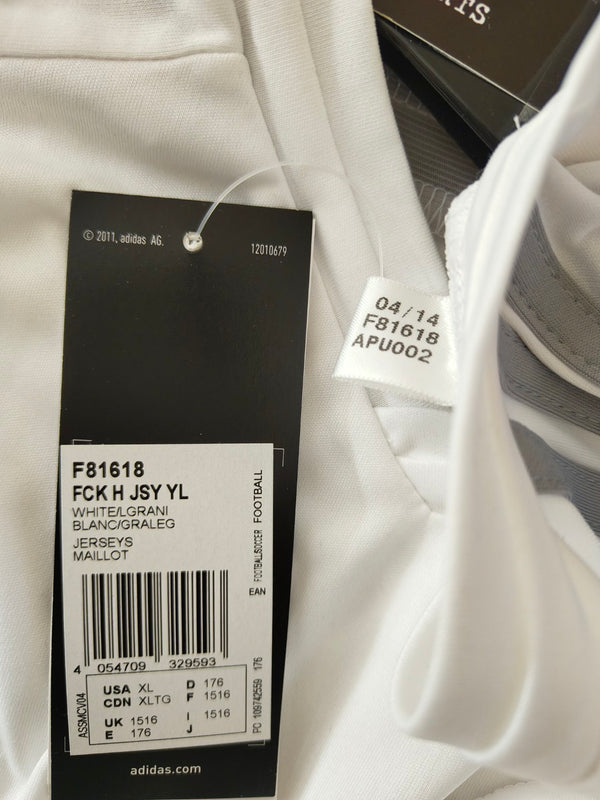 RTS
© 2011, adidas AG.
12010679
04/14
F81618
APU002
F81618
FCK H JSY YL
WHITE/LGRANI
BLANC/GRALEG
JERSEYS
MAILLOT
FOOTBALL/SOCCER FOOTBALL
EAN
4 054709 329593
USA XL D 176
CDN XLTG F 1516
UK 1516 I 1516
E 176 J
ASSMCV04
PO 109742559 176
adidas.com